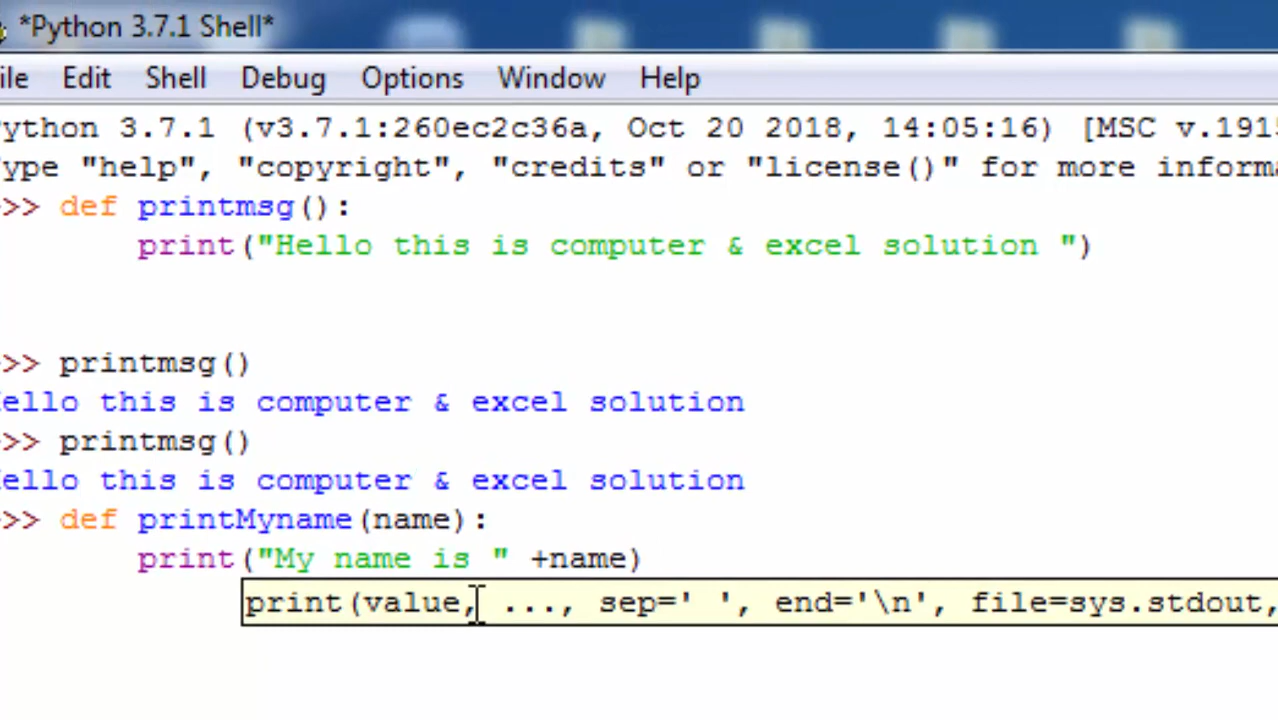 *Python 3.7.1 Shell*
ile Edit Shell Debug Options Window Help
ython 3.7.1 (v3.7.1:260ec2c36a, Oct 20 2018, 14:05:16) [MSC v.191
ype "help", "copyright", "credits" or "license()" for more informa
>> def printmsg():
print("Hello this is computer & excel solution ")
>> printmsg()
ello this is computer & excel solution
>> printmsg()
ello this is computer & excel solution
>> def printMyname(name):
print("My name is " +name)
print(value, ..., sep=' ', end='\n', file=sys.stdout,